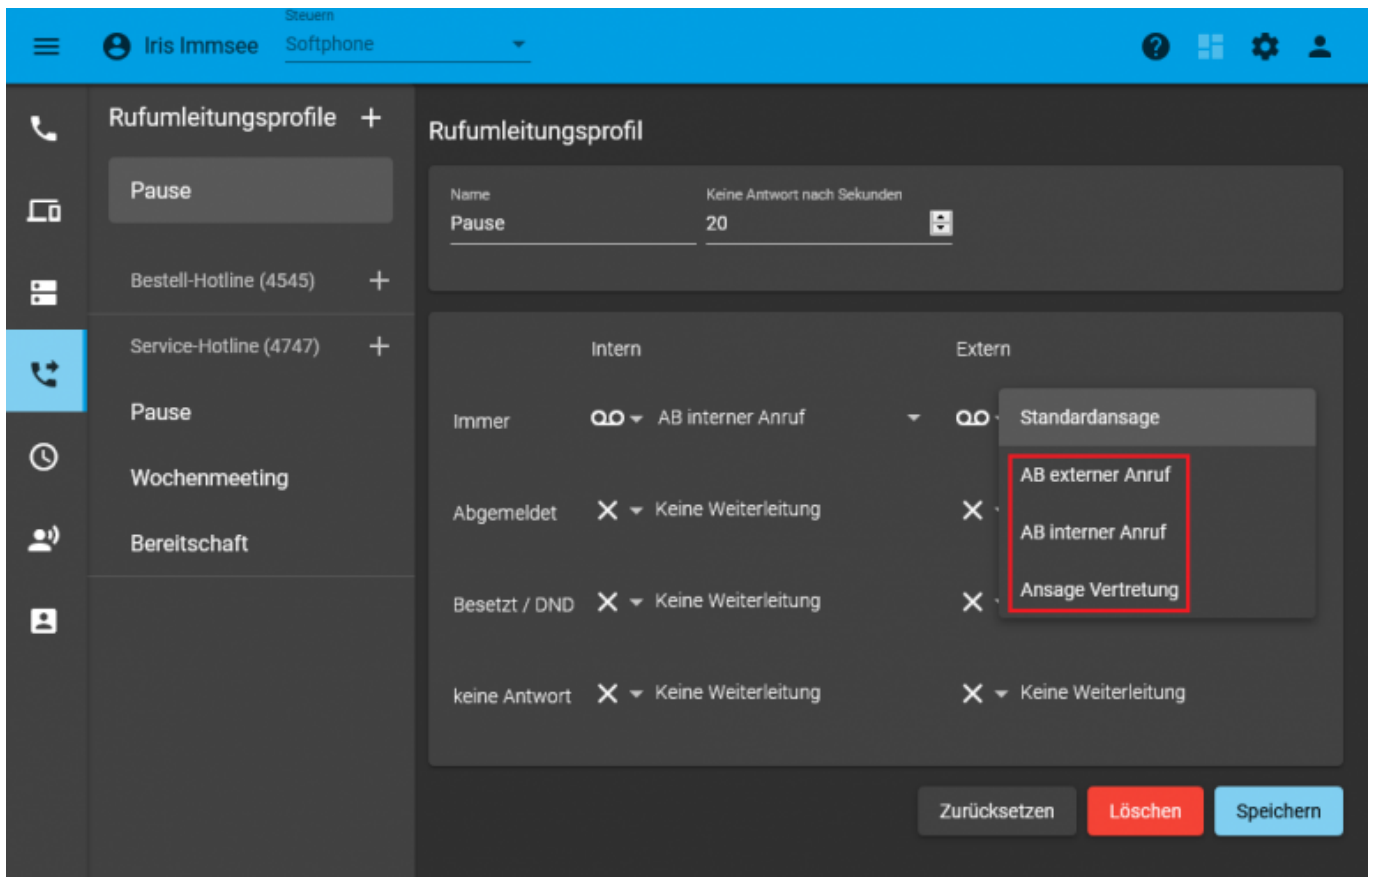 Steuern
Iris Immsee
Softphone
Rufumleitungsprofile
Pause
Bestell-Hotline (4545)
Service-Hotline (4747)
Pause
Wochenmeeting
Bereitschaft
Rufumleitungsprofil
Name
Keine Antwort nach Sekunden
Pause
20
Intern
Extern
Immer
AB interner Anruf
Standardansage
AB externer Anruf
AB interner Anruf
Ansage Vertretung
Abgemeldet
Keine Weiterleitung
Besetzt / DND
Keine Weiterleitung
keine Antwort
Keine Weiterleitung
Keine Weiterleitung
Zurücksetzen
Löschen
Speichern